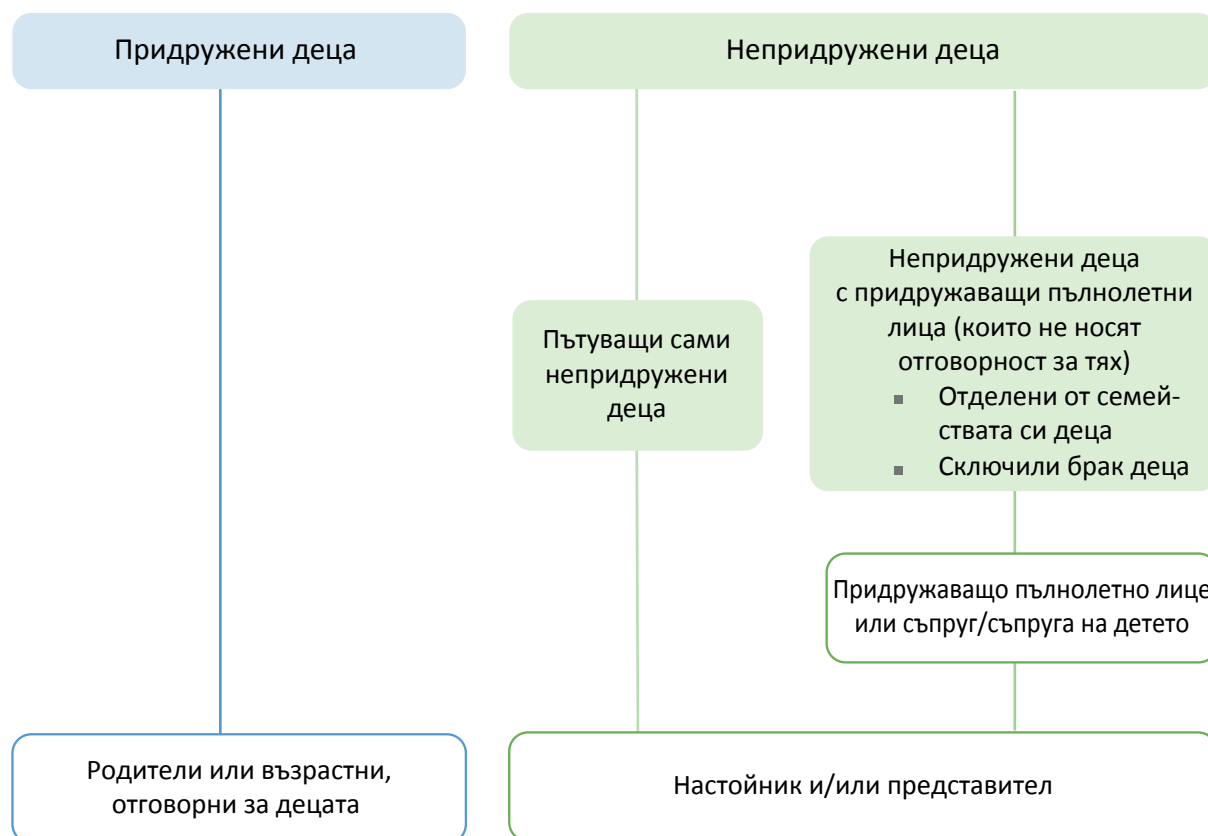 Придружени деца
Непридружени деца
Непридружени деца
с придружаващи пълнолетни
лица (които не носят
отговорност за тях)
▪ Отделени от семей-
ствата си деца
▪ Сключили брак деца
Пътуващи сами
непридружени
деца
Придружаващо пълнолетно лице
или съпруг/съпруга на детето
Родители или възрастни,
отговорни за децата
Настойник и/или представител